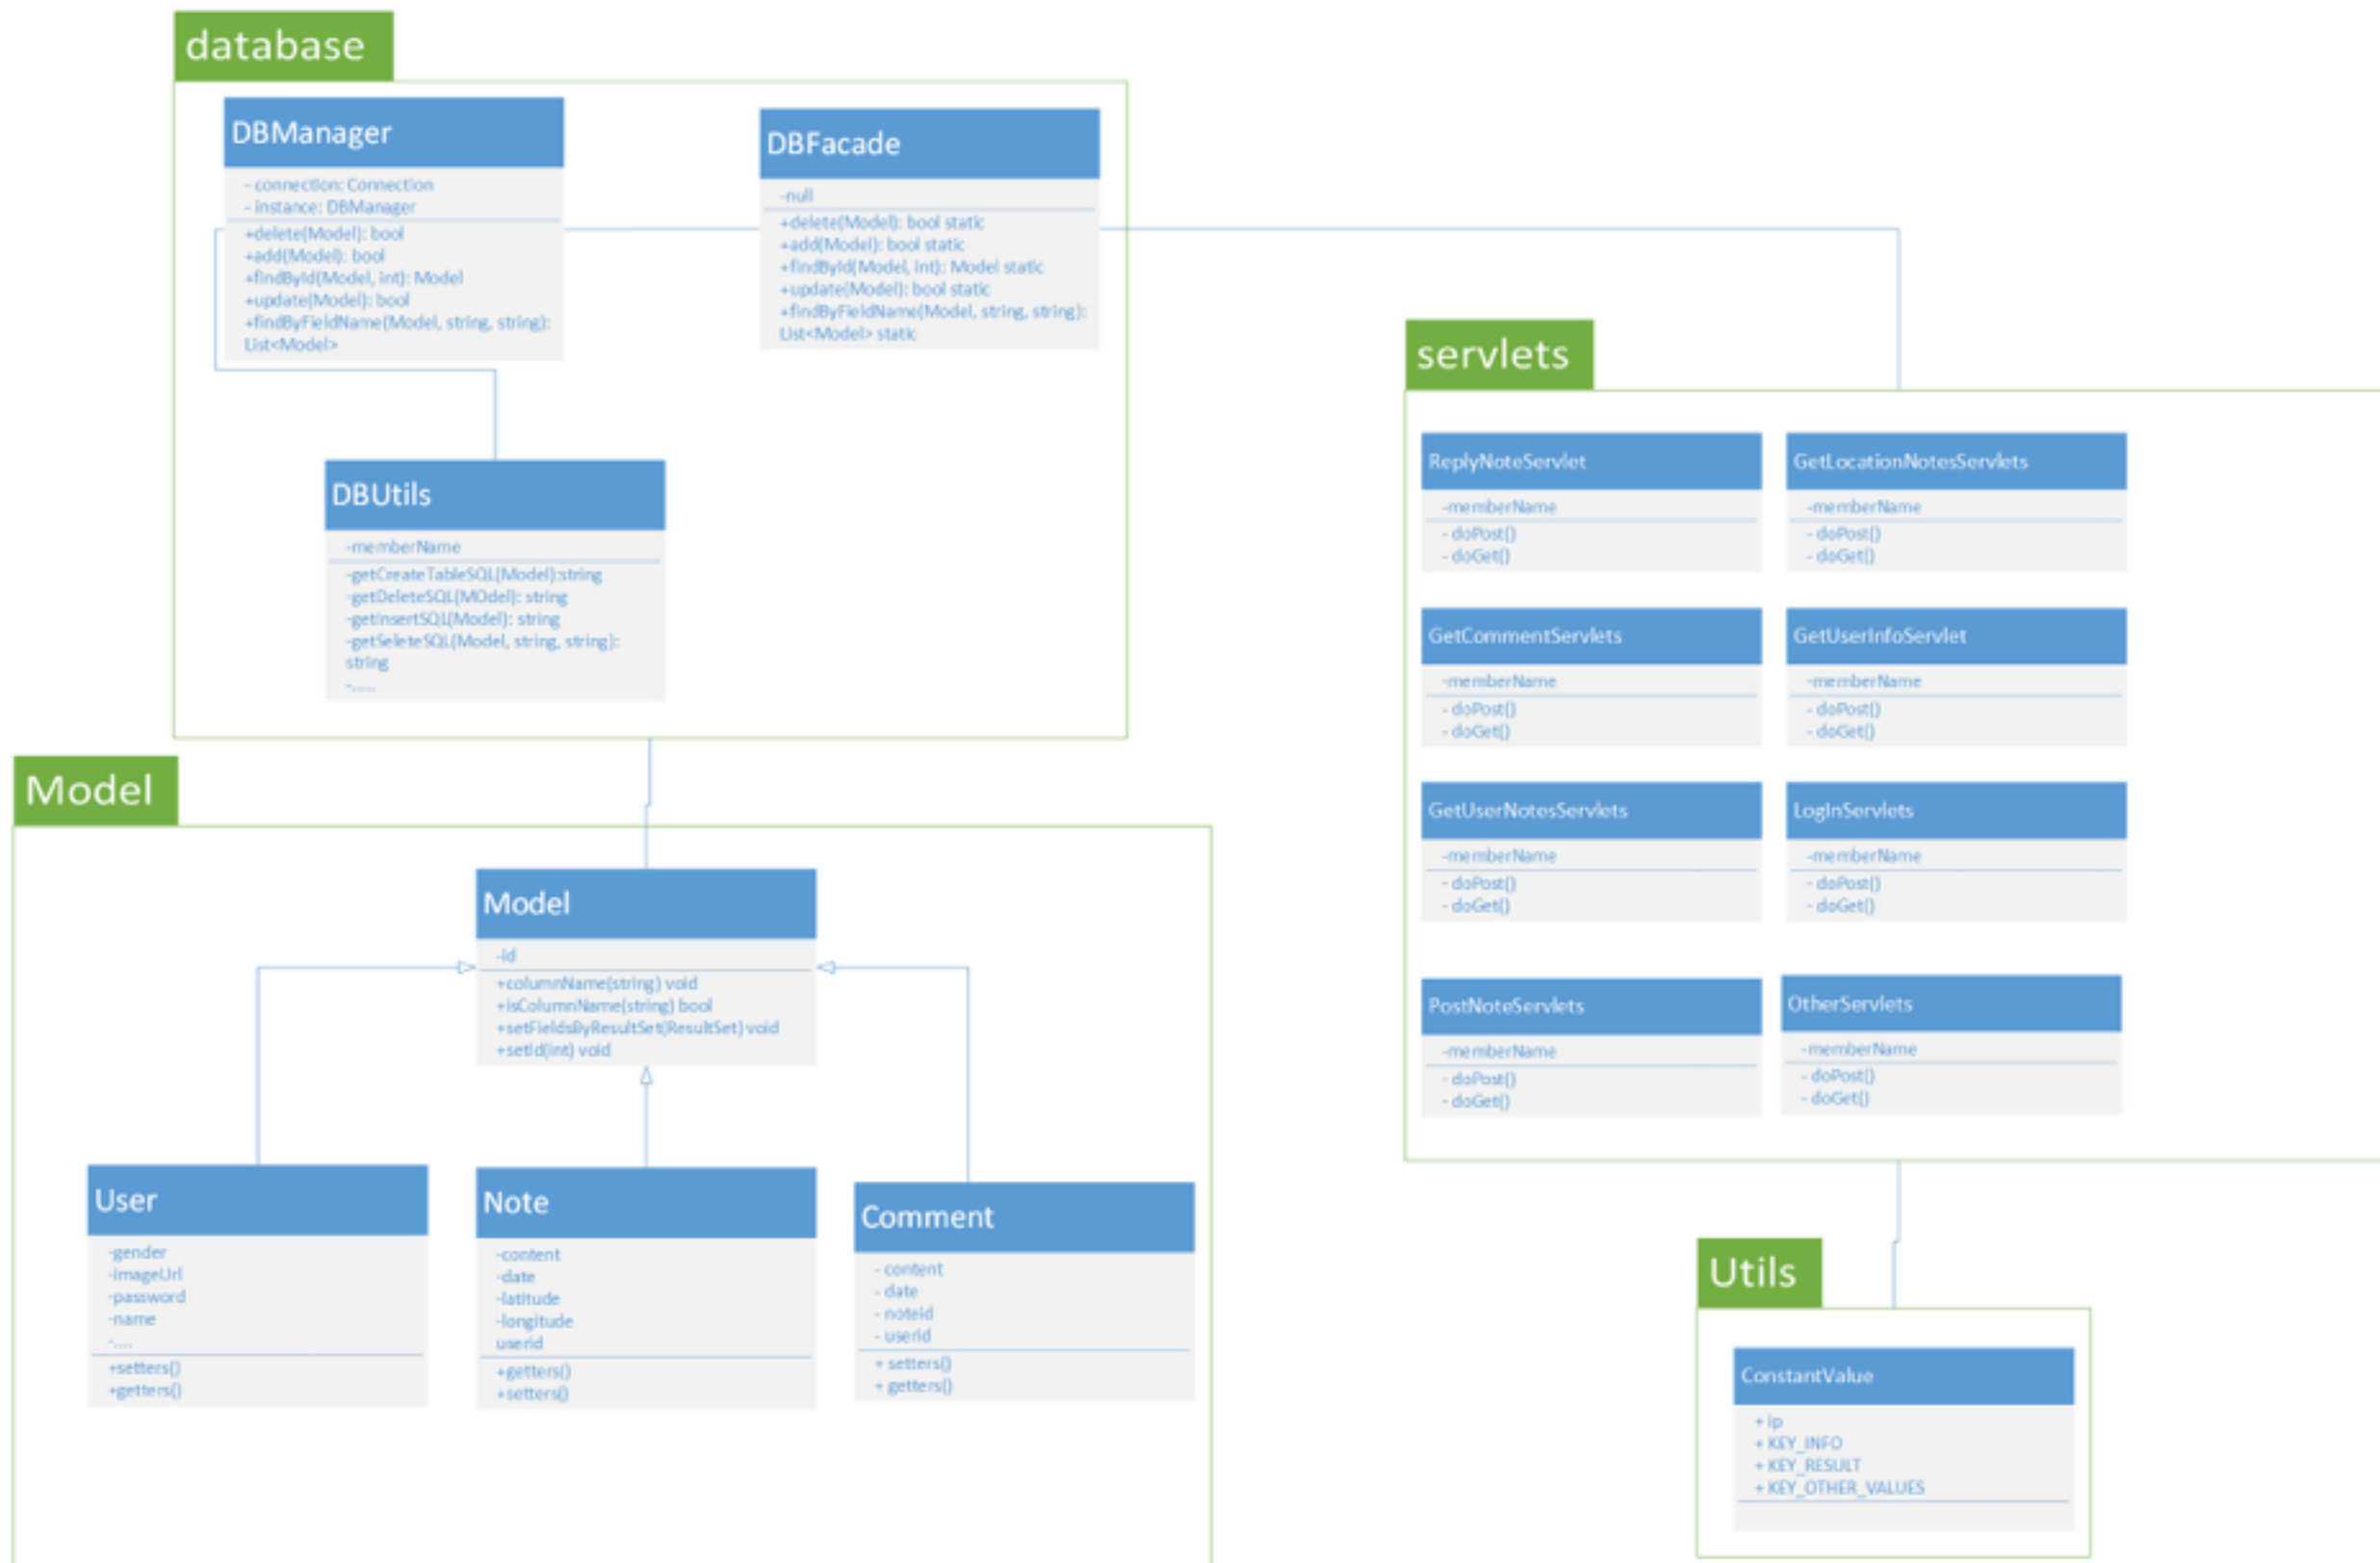 database
DBManager
- connection: Connection
- instance: DBManager
+delete(Model): bool
+add(Model): bool
+findById(Model, int): Model
+update(Model): bool
+findByFieldName(Model, string, string):
List<Model>
DBFacade
-null
+delete(Model): bool static
+add(Model): bool static
+findById(Model, int): Model static
+update(Model): bool static
+findByFieldName(Model, string, string):
List<Model> static
DBUtils
-memberName
-getCreateTableSQL(Model):string
-getDeleteSQL(MOdel): string
-getInsertSQL(Model): string
-getSeleteSQL(Model, string, string):
string
-.....
Model
Model
-id
+columnName(string) void
+isColumnName(string) bool
+setFieldsByResultSet(ResultSet) void
+setId(int) void
User
-gender
-imageUrl
-password
-name
-....
+setters()
+getters()
Note
-content
-date
-latitude
-longitude
userid
+getters()
+setters()
Comment
- content
- date
- noteId
- userId
+ setters()
+ getters()
servlets
ReplyNoteServlet
-memberName
- doPost()
- doGet()
GetLocationNotesServlets
-memberName
- doPost()
- doGet()
GetCommentServlets
-memberName
- doPost()
- doGet()
GetUserInfoServlet
-memberName
- doPost()
- doGet()
GetUserNotesServlets
-memberName
- doPost()
- doGet()
LogInServlets
-memberName
- doPost()
- doGet()
PostNoteServlets
-memberName
- doPost()
- doGet()
OtherServlets
-memberName
- doPost()
- doGet()
Utils
ConstantValue
+ ip
+ KEY_INFO
+ KEY_RESULT
+ KEY_OTHER_VALUES